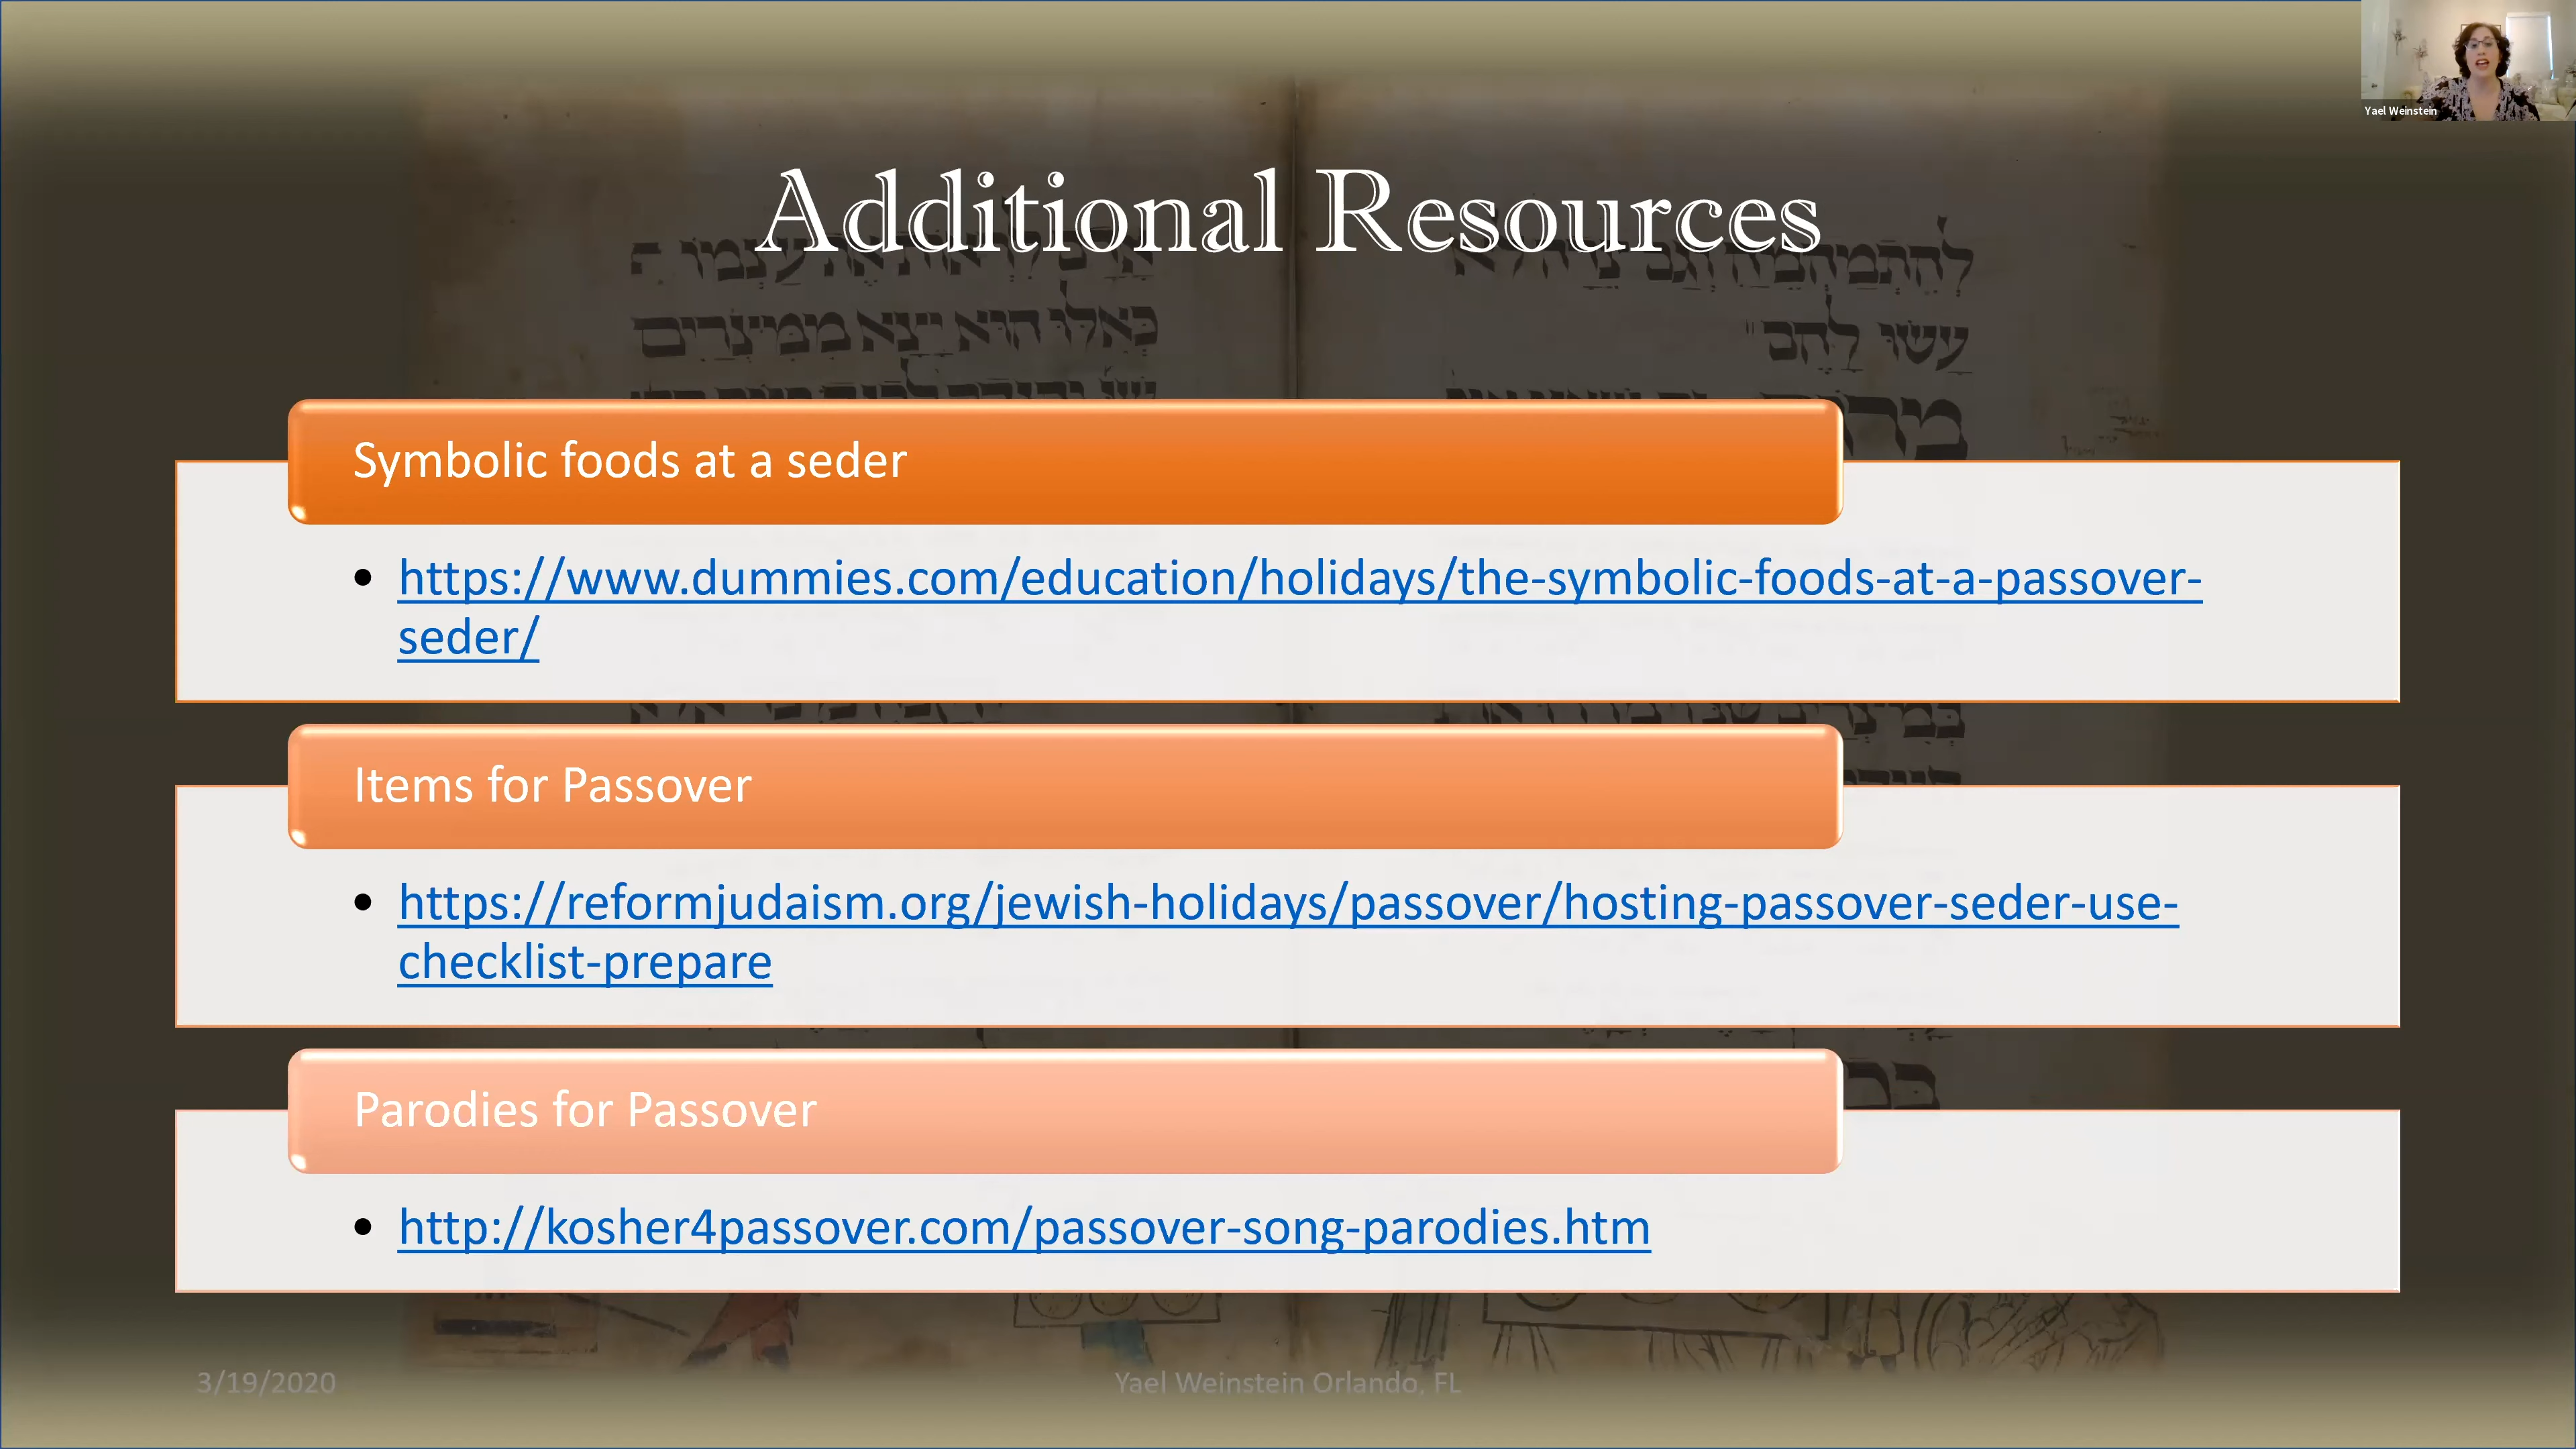 Yael Weinstein
Additional Resources
כְּאִלּוּ הוּא יָצָא מִמִּצְרַיִם
עָשׂוּ לָהֶם
Symbolic foods at a seder
• https://www.dummies.com/education/holidays/the-symbolic-foods-at-a-passover-
seder/
Items for Passover
• https://reformjudaism.org/jewish-holidays/passover/hosting-passover-seder-use-
checklist-prepare
Parodies for Passover
• http://kosher4passover.com/passover-song-parodies.htm
3/19/2020
Yael Weinstein Orlando, FL